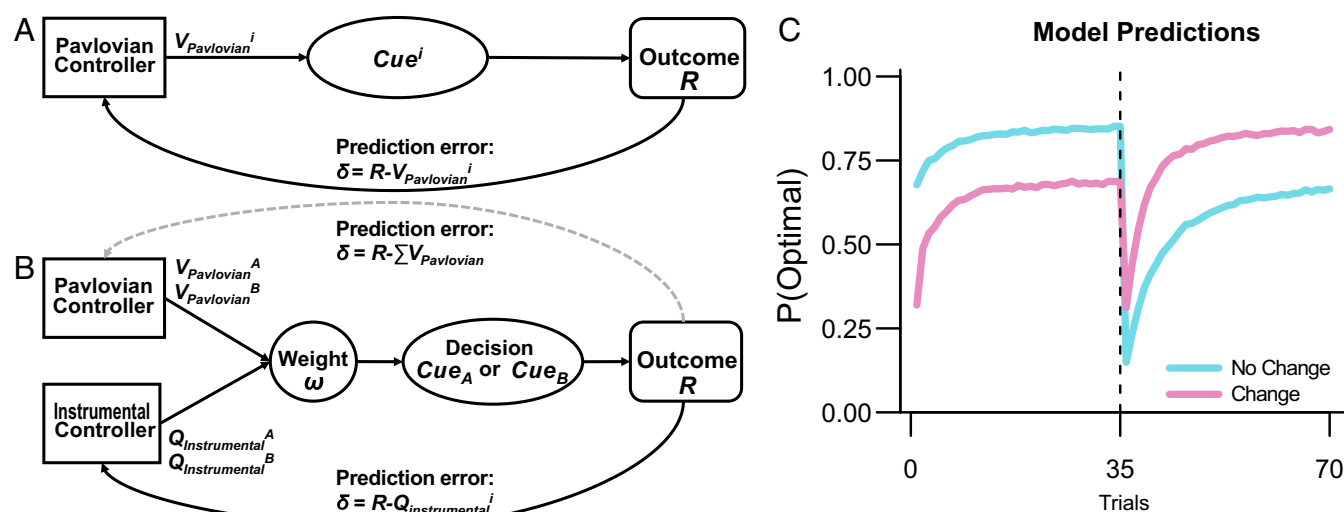 A
Pavlovian
Controller
V_Pavlovian^i
Cue^i
Outcome
R
Prediction error:
δ = R-V_Pavlovian^i
Prediction error:
δ = R-∑V_Pavlovian
B
Pavlovian
Controller
V_Pavlovian^A
V_Pavlovian^B
Instrumental
Controller
Q_Instrumental^A
Q_Instrumental^B
Weight
ω
Decision
Cue_A or Cue_B
Outcome
R
Prediction error:
δ = R-Q_instrumental^i
C
Model Predictions
P(Optimal)
1.00
0.75
0.50
0.25
0.00
No Change
Change
0 35 70
Trials